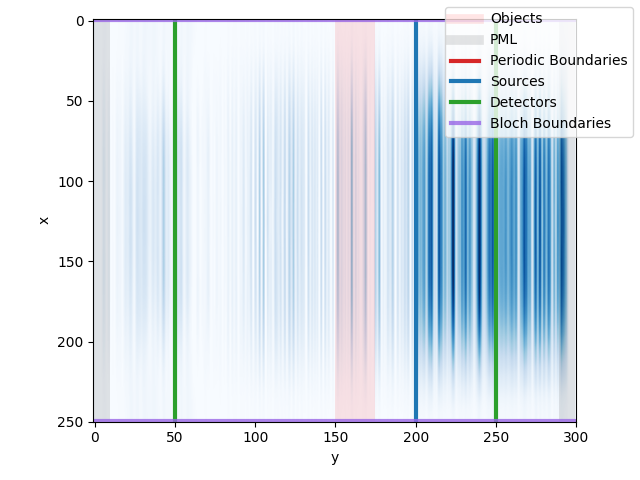 Objects
PML
Periodic Boundaries
Sources
Detectors
Bloch Boundaries
0
50
100
150
200
250
x
0
50
100
150
200
250
300
y